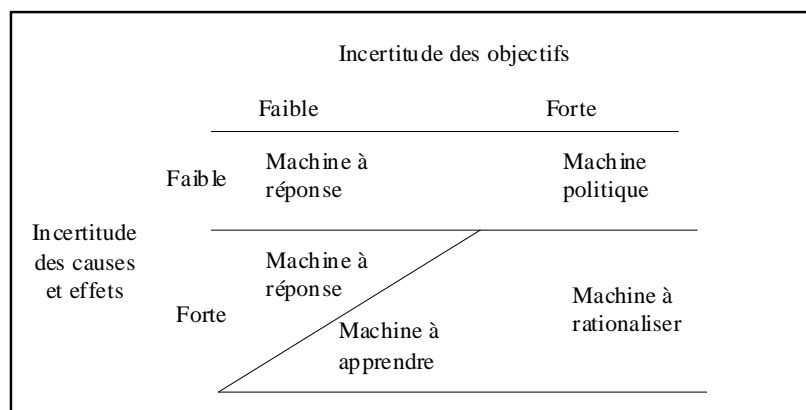 Incertitude des objectifs
Faible
Forte
Faible
Machine à
réponse
Machine
politique
Incertitude
des causes
et effets
Forte
Machine à
réponse
Machine à
apprendre
Machine à
rationaliser